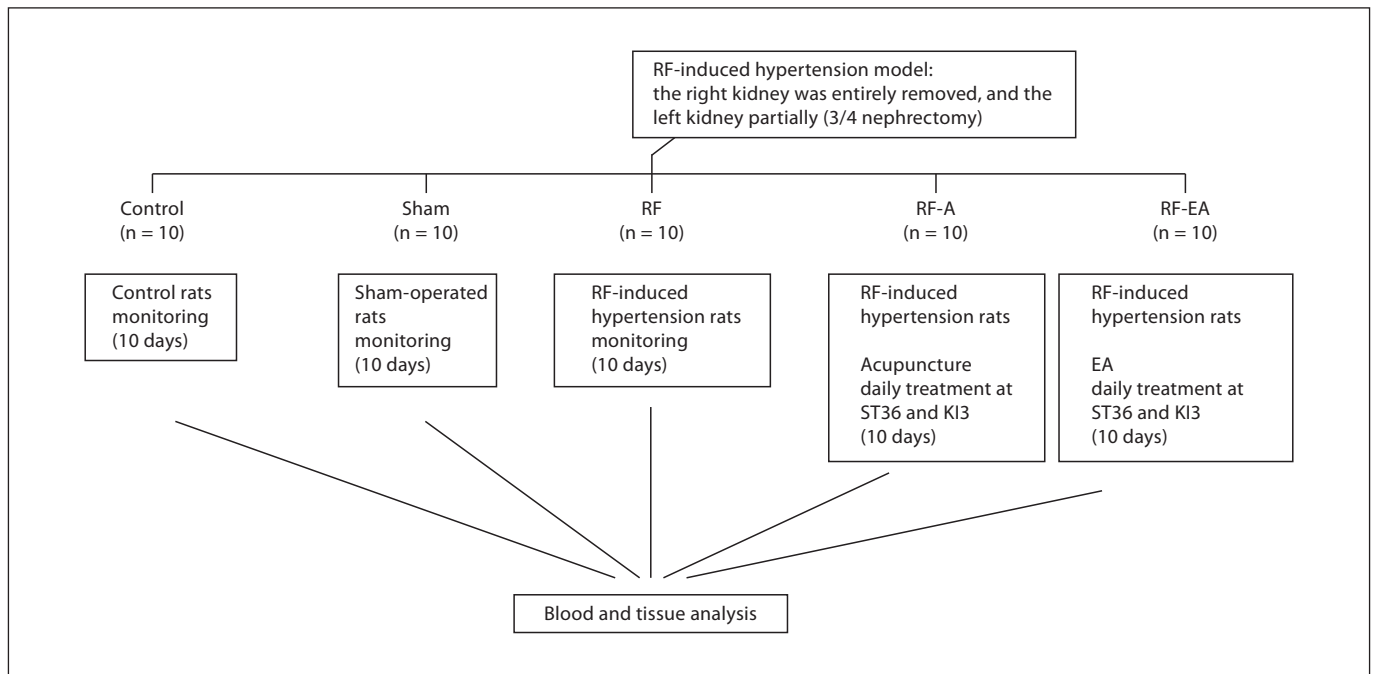 RF-induced hypertension model:
the right kidney was entirely removed, and the
left kidney partially (3/4 nephrectomy)
Control
(n = 10)
Sham
(n = 10)
RF
(n = 10)
RF-A
(n = 10)
RF-EA
(n = 10)
Control rats
monitoring
(10 days)
Sham-operated
rats
monitoring
(10 days)
RF-induced
hypertension rats
monitoring
(10 days)
RF-induced
hypertension rats
Acupuncture
daily treatment at
ST36 and KI3
(10 days)
RF-induced
hypertension rats
EA
daily treatment at
ST36 and KI3
(10 days)
Blood and tissue analysis